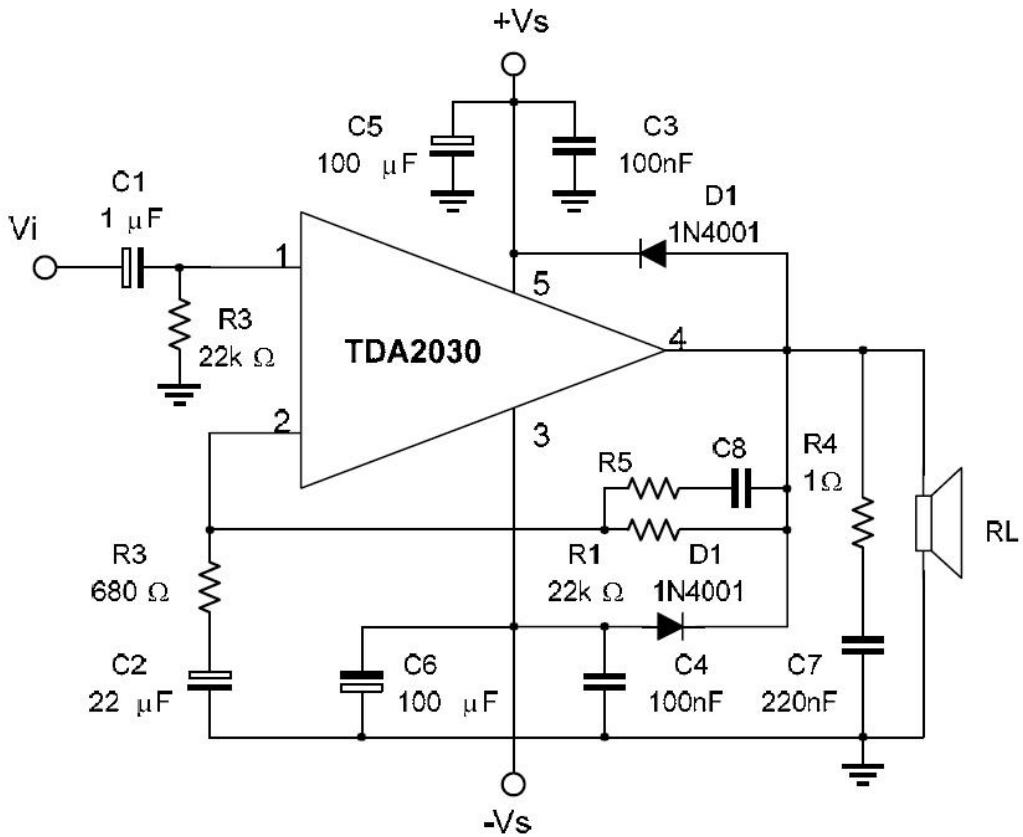 +Vs
C5
100 μF
C3
100nF
C1
1 μF
Vi
D1
1N4001
1
5
R3
22k Ω
TDA2030
4
2
3
R5
C8
R4
1Ω
R3
680 Ω
R1
22k Ω
D1
1N4001
RL
C2
22 μF
C6
100 μF
C4
100nF
C7
220nF
-Vs